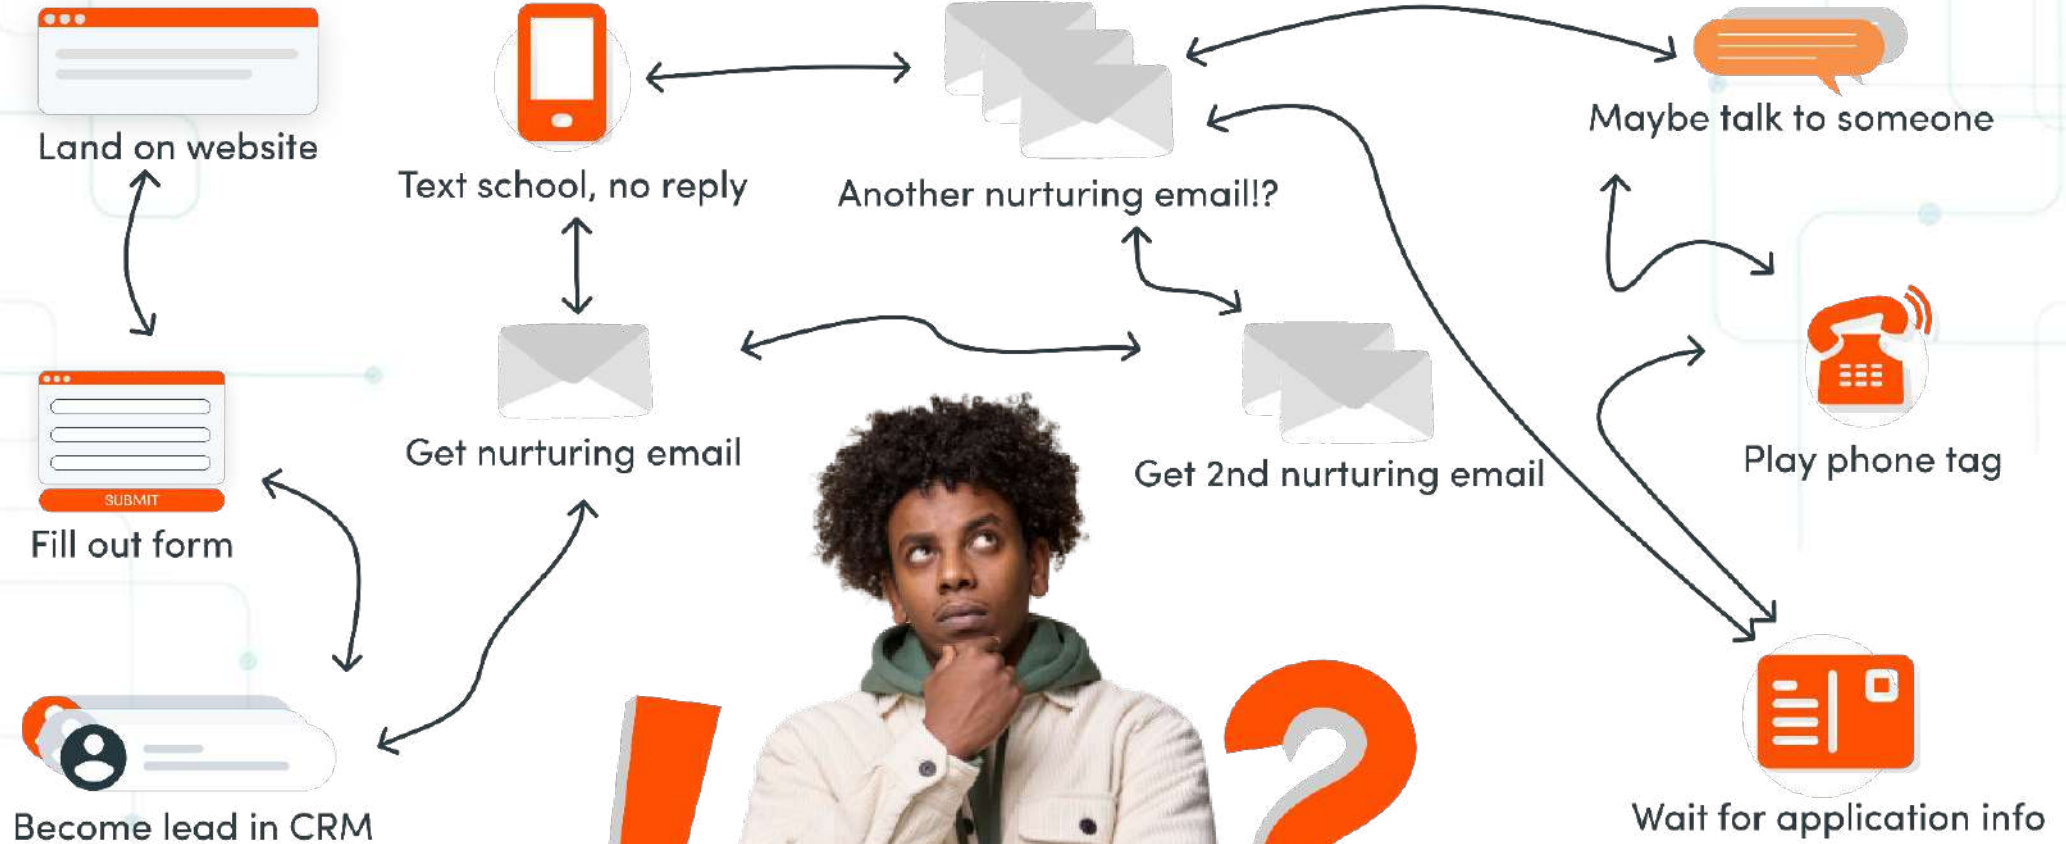 Land on website
Text school, no reply
Another nurturing email!?
Maybe talk to someone
Get nurturing email
Get 2nd nurturing email
Play phone tag
SUBMIT
Fill out form
Become lead in CRM
! ?
Wait for application info